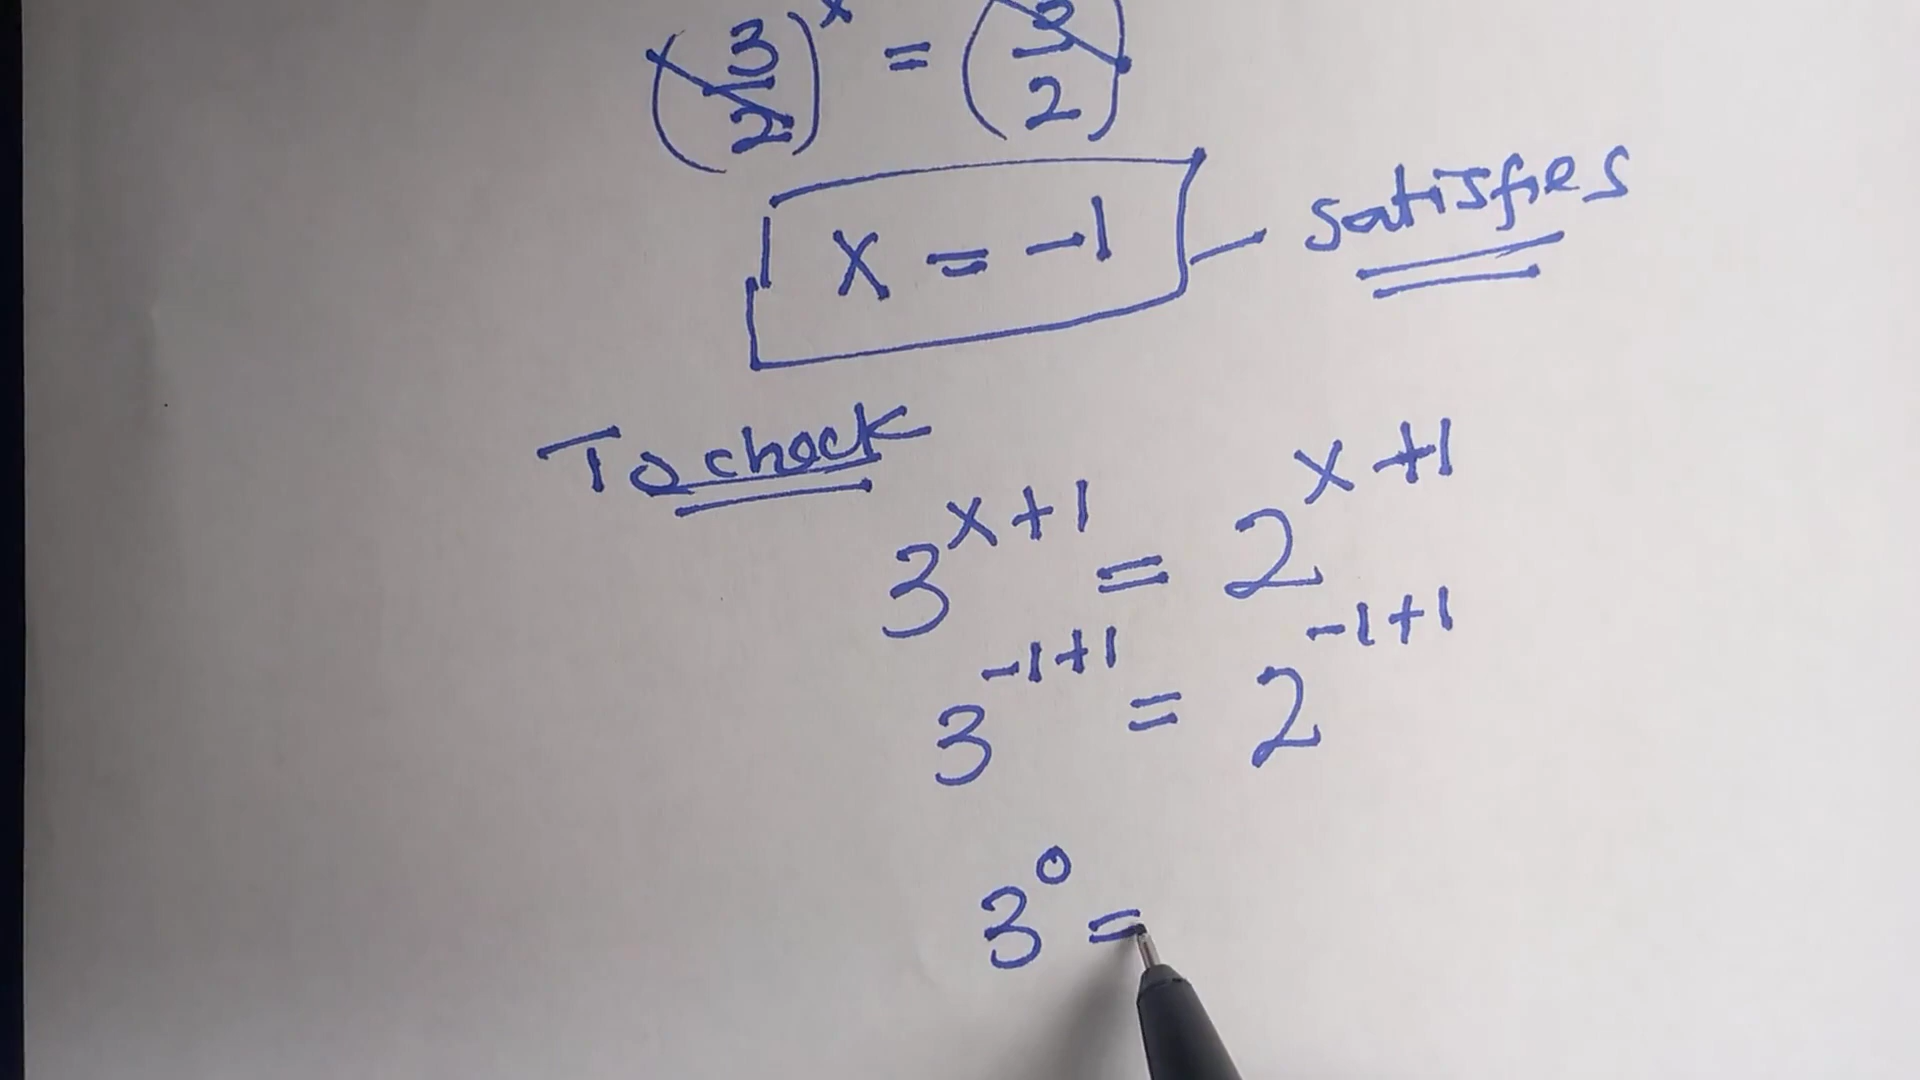 (3/2)^x = (3/2)
x = -1 - satisfies
To check
3^{x+1} = 2^{x+1}
3^{-1+1} = 2^{-1+1}
3^0 =